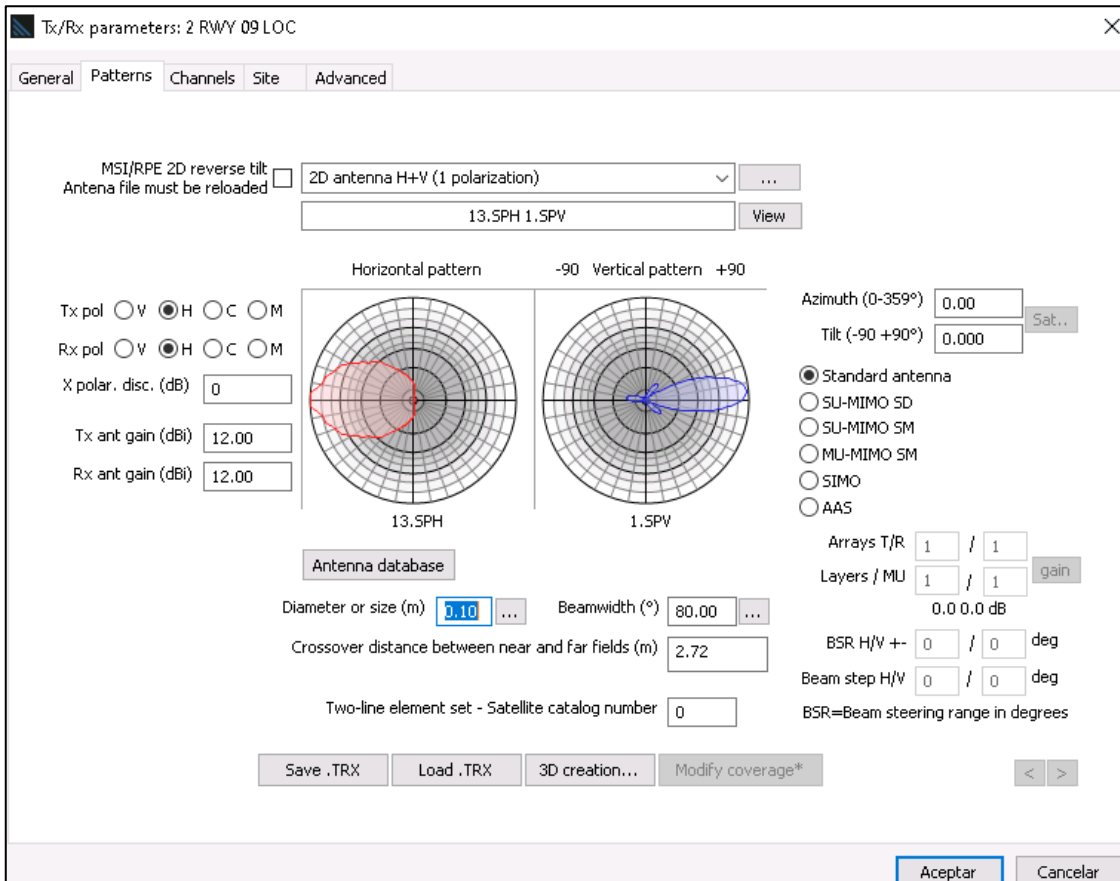 Tx/Rx parameters: 2 RWY 09 LOC
General Patterns Channels Site Advanced
MSI/RPE 2D reverse tilt
Antena file must be reloaded
2D antenna H+V (1 polarization)
...
13.SPH 1.SPV
View
Horizontal pattern
-90 Vertical pattern +90
Tx pol V H C M
Rx pol V H C M
X polar. disc. (dB) 0
Tx ant gain (dBi) 12.00
Rx ant gain (dBi) 12.00
13.SPH
1.SPV
Azimuth (0-359°) 0.00
Tilt (-90 +90°) 0.000
Sat..
Standard antenna
SU-MIMO SD
SU-MIMO SM
MU-MIMO SM
SIMO
AAS
Arrays T/R 1 / 1
Layers / MU 1 / 1
gain
0.0 0.0 dB
BSR H/V +- 0 / 0 deg
Beam step H/V 0 / 0 deg
BSR=Beam steering range in degrees
Antenna database
Diameter or size (m) 0.10 ... Beamwidth (°) 80.00 ...
Crossover distance between near and far fields (m) 2.72
Two-line element set - Satellite catalog number 0
Save .TRX Load .TRX 3D creation... Modify coverage* < >
Aceptar Cancelar